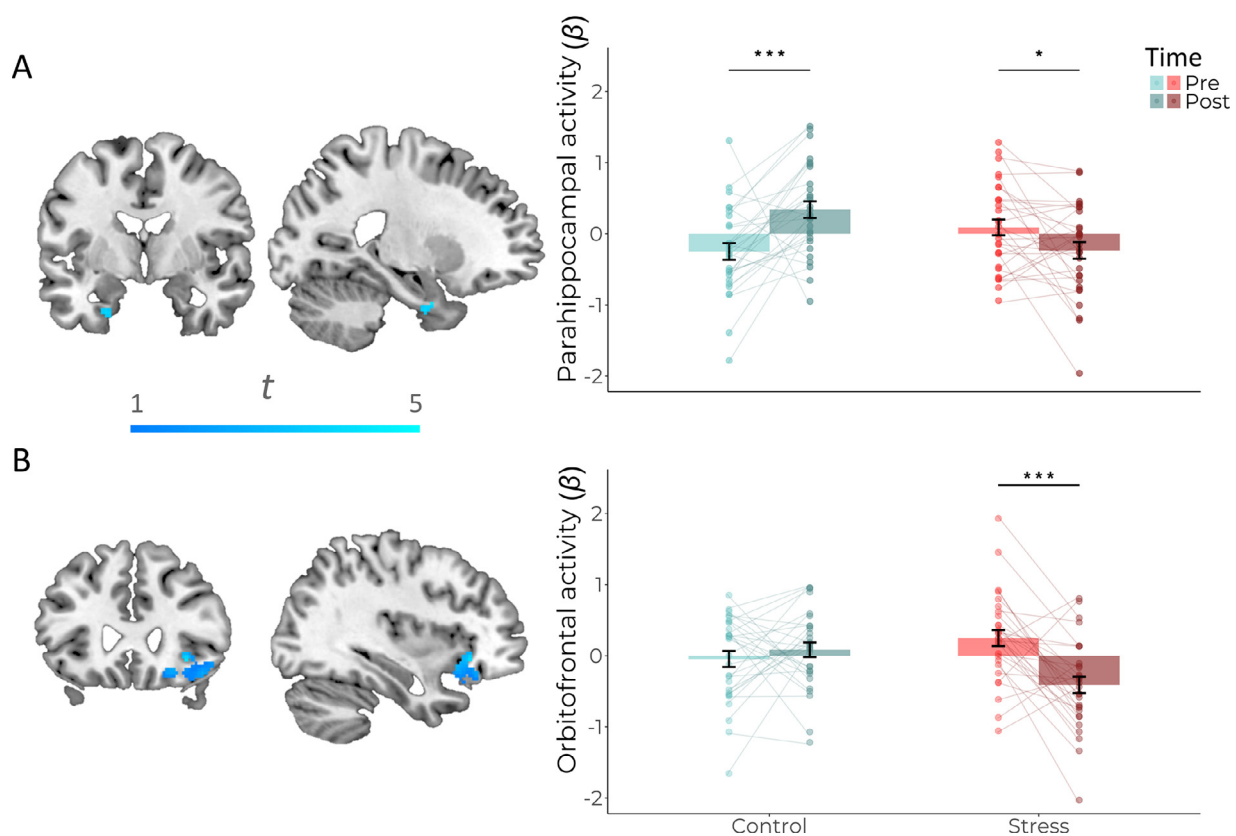 A
Parahippocampal activity (β)
2
1
0
-1
-2
***
*
Time
Pre
Post
t
1 5
B
Orbitofrontal activity (β)
2
1
0
-1
-2
***
Control Stress